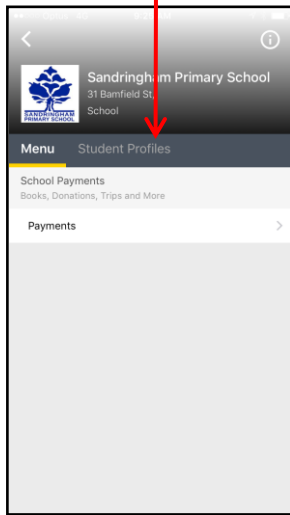 Sandringham Primary School
31 Bamfield St,
School
SANDRINGHAM
PRIMARY SCHOOL
Menu Student Profiles
School Payments
Books, Donations, Trips and More
Payments